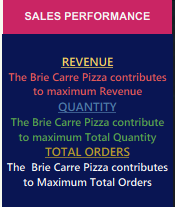 SALES PERFORMANCE
REVENUE
The Brie Carre Pizza contributes
to maximum Revenue
QUANTITY
The Brie Carre Pizza contribute
to maximum Total Quantity
TOTAL ORDERS
The Brie Carre Pizza contributes
to Maximum Total Orders